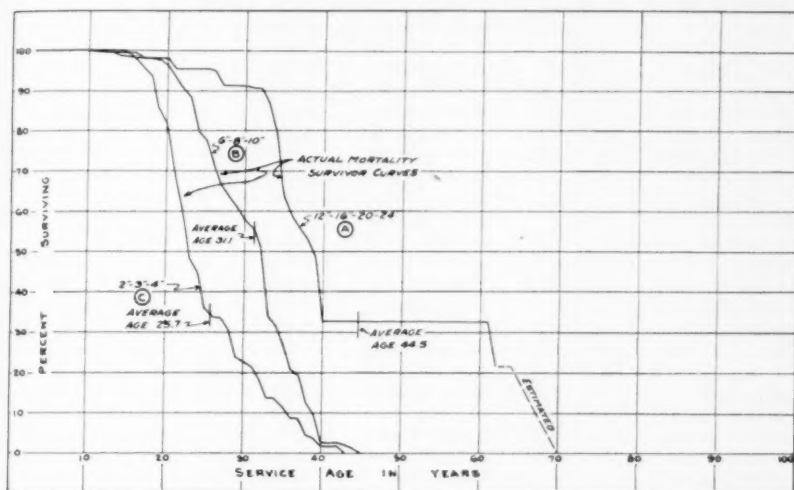 100
90
80
70
60
50
40
30
20
10
0
PERCENT SURVIVING
6"-8"-10"
B
ACTUAL MORTALITY
SURVIVOR CURVES
12"-16"-20"-24"
A
AVERAGE
AGE 31.1
2"-3"-4"
C
AVERAGE
AGE 25.7
AVERAGE
AGE 44.5
ESTIMATED
10 20 30 40 50 60 70 80 90 100
SERVICE AGE IN YEARS